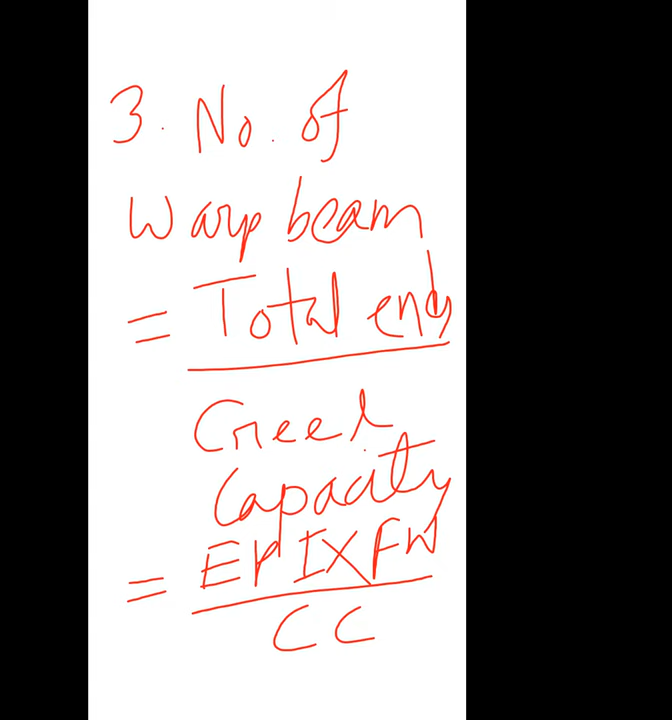 3. No. of
Warp beam
= Total ends
Creel
Capacity
= EPI X FW
CC